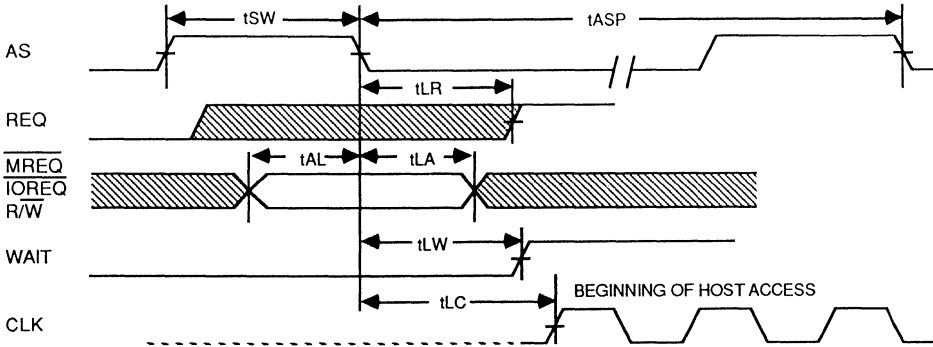 tSW
tASP
AS
tLR
REQ
tAL
tLA
MREQ
IOREQ
R/W
tLW
WAIT
tLC
BEGINNING OF HOST ACCESS
CLK